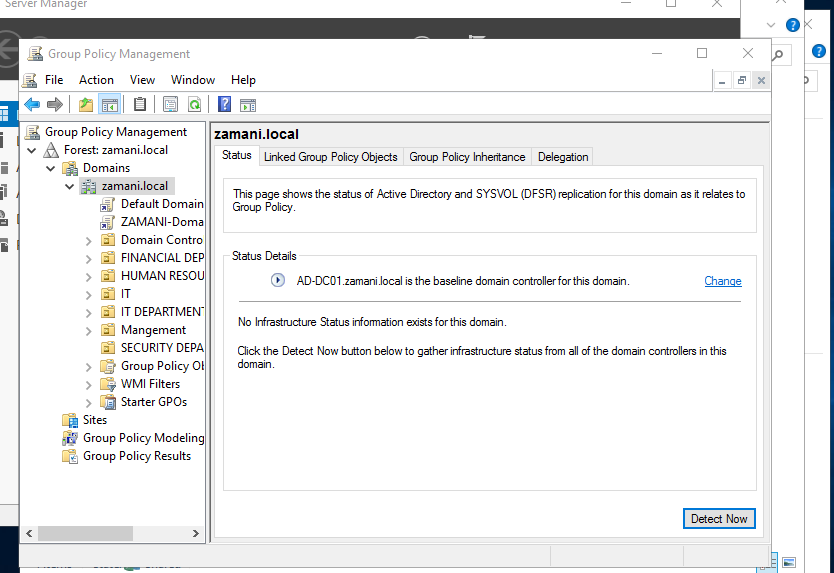 Server Manager
Group Policy Management
File Action View Window Help
Group Policy Management
Forest: zamani.local
Domains
zamani.local
Default Domain
ZAMANI-Doma
Domain Contro
FINANCIAL DEP
HUMAN RESOU
IT
IT DEPARTMENT
Mangement
SECURITY DEPA
Group Policy Ob
WMI Filters
Starter GPOs
Sites
Group Policy Modeling
Group Policy Results
zamani.local
Status Linked Group Policy Objects Group Policy Inheritance Delegation
This page shows the status of Active Directory and SYSVOL (DFSR) replication for this domain as it relates to
Group Policy.
Status Details
AD-DC01.zamani.local is the baseline domain controller for this domain. Change
No Infrastructure Status information exists for this domain.
Click the Detect Now button below to gather infrastructure status from all of the domain controllers in this
domain.
Detect Now